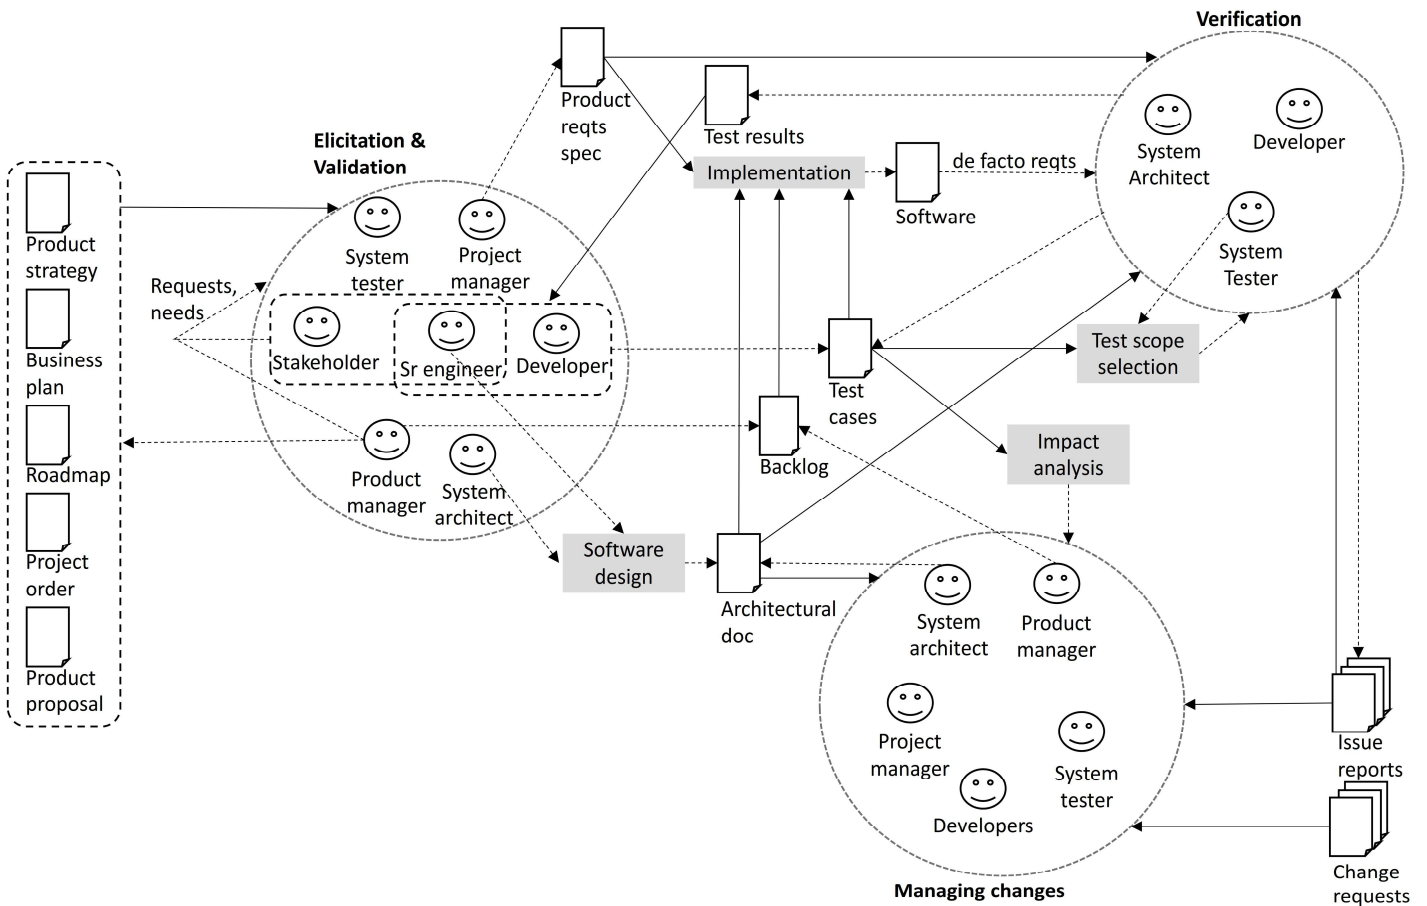 Verification
Product
reqts
spec
Test results
System
Architect
Developer
Elicitation &
Validation
Implementation
de facto reqts
Software
Product
strategy
System
tester
Project
manager
System
Tester
Requests,
needs
Business
plan
Stakeholder
Sr engineer
Developer
Test scope
selection
Test
cases
Roadmap
Product
manager
System
architect
Backlog
Impact
analysis
Project
order
Software
design
Architectural
doc
System
architect
Product
manager
Product
proposal
Project
manager
System
tester
Developers
Issue
reports
Change
requests
Managing changes